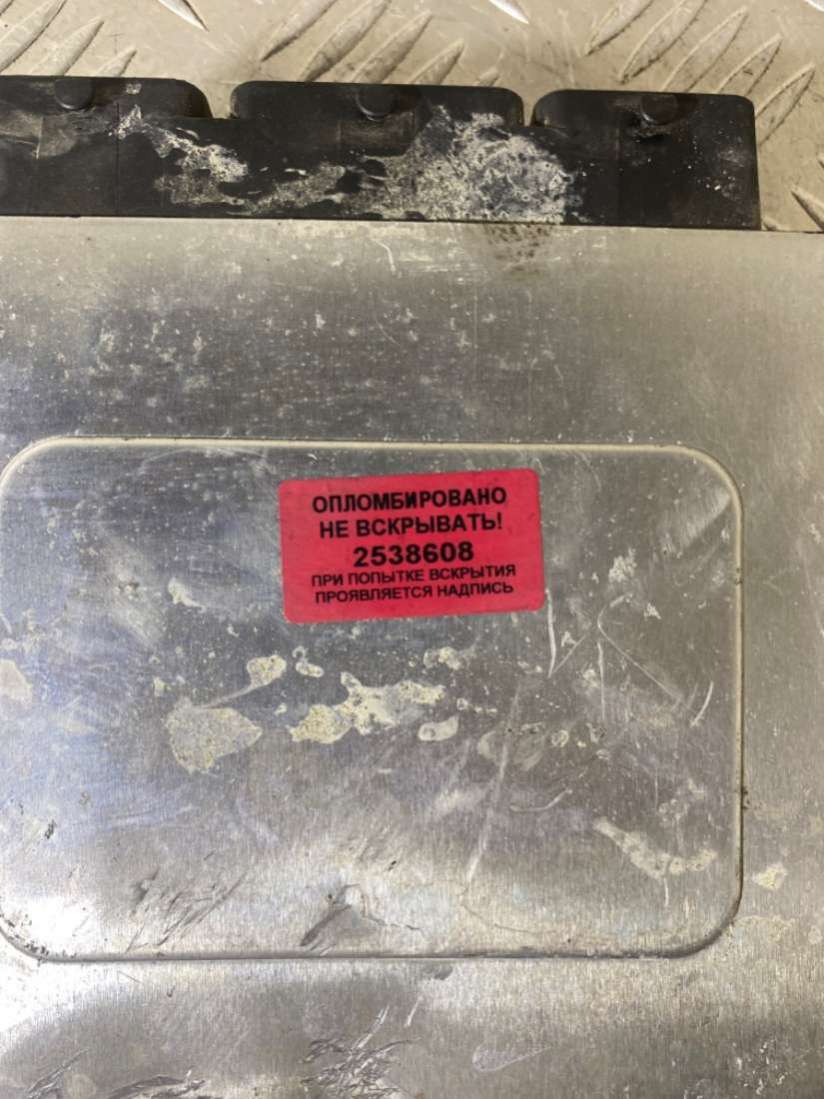 ОПЛОМБИРОВАНО
НЕ ВСКРЫВАТЬ!
2538608
ПРИ ПОПЫТКЕ ВСКРЫТИЯ
ПРОЯВЛЯЕТСЯ НАДПИСЬ